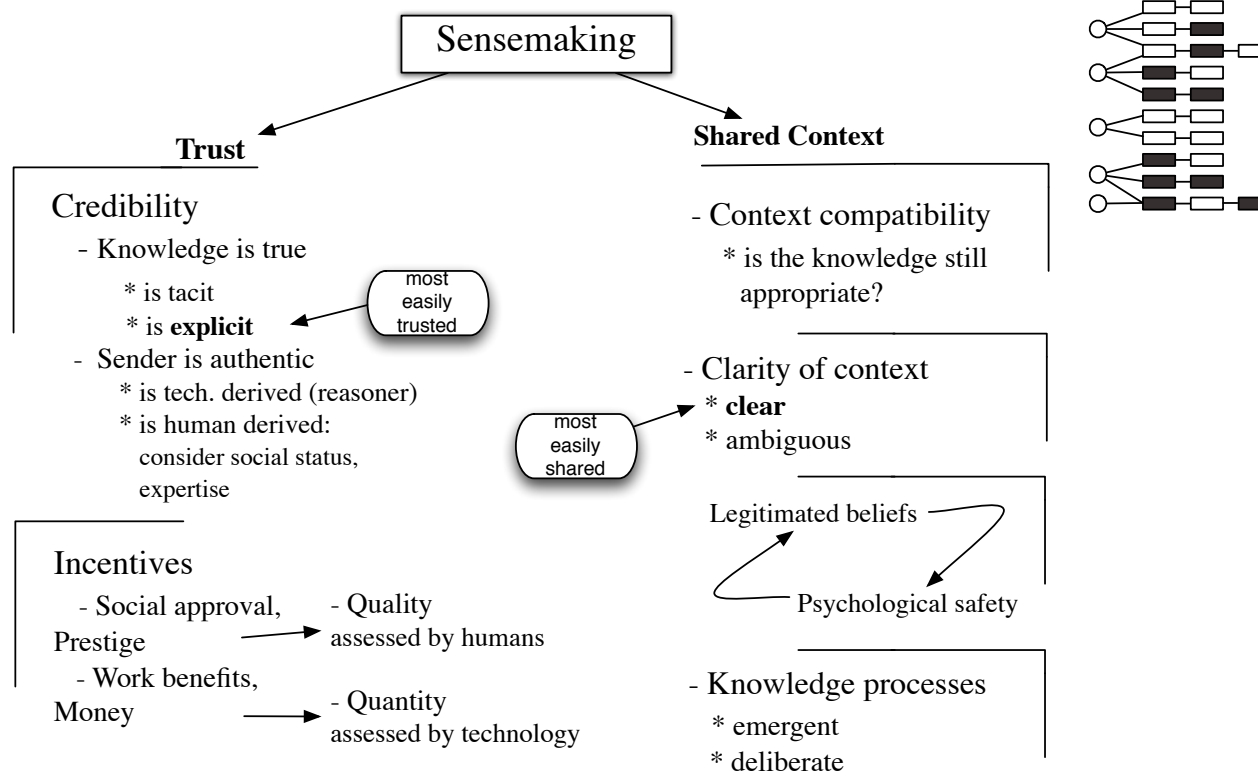 Sensemaking
Trust
Credibility
- Knowledge is true
* is tacit
* is explicit
most
easily
trusted
- Sender is authentic
* is tech. derived (reasoner)
* is human derived:
consider social status,
expertise
Incentives
- Social approval,
Prestige
- Quality
assessed by humans
- Work benefits,
Money
- Quantity
assessed by technology
Shared Context
- Context compatibility
* is the knowledge still
appropriate?
- Clarity of context
* clear
* ambiguous
most
easily
shared
Legitimated beliefs
Psychological safety
- Knowledge processes
* emergent
* deliberate